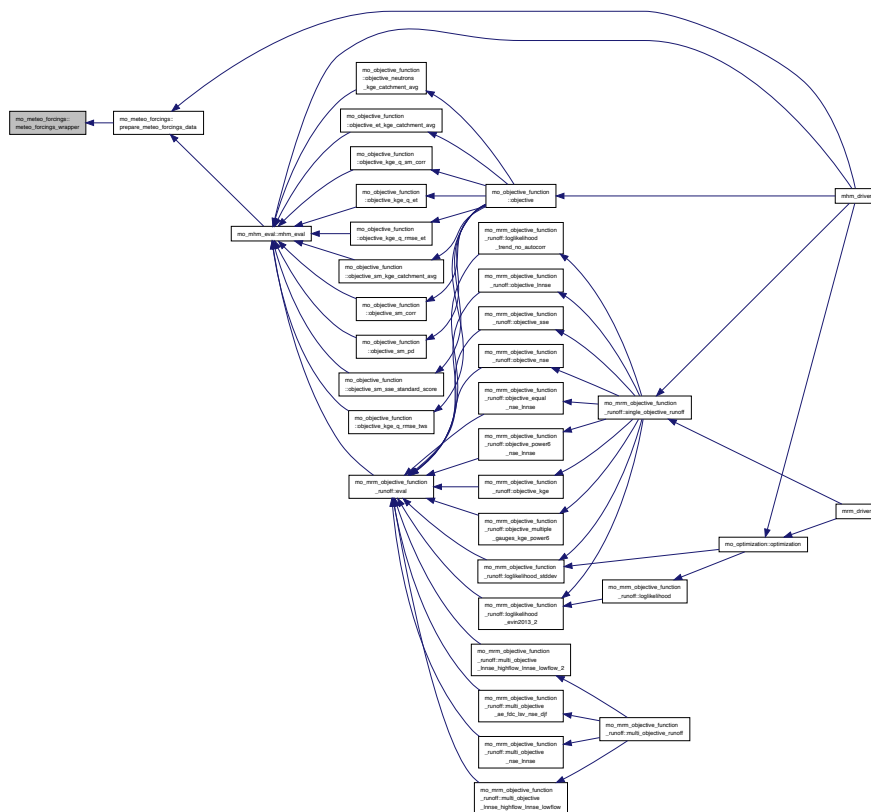 mo_objective_function
::objective_neutrons
_kge_catchment_avg
mo_meteo_forcings::
meteo_forcings_wrapper
mo_meteo_forcings::
prepare_meteo_forcings_data
mo_objective_function
::objective_et_kge_catchment_avg
mo_objective_function
::objective_kge_q_sm_corr
mo_objective_function
::objective_kge_q_et
mo_objective_function
::objective
mhm_driver
mo_mhm_eval::mhm_eval
mo_objective_function
::objective_kge_q_rmse_et
mo_mrm_objective_function
_runoff::loglikelihood
_trend_no_autocorr
mo_objective_function
::objective_sm_kge_catchment_avg
mo_mrm_objective_function
_runoff::objective_lnnse
mo_objective_function
::objective_sm_corr
mo_mrm_objective_function
_runoff::objective_sse
mo_objective_function
::objective_sm_pd
mo_mrm_objective_function
_runoff::objective_nse
mo_objective_function
::objective_sm_sse_standard_score
mo_mrm_objective_function
_runoff::objective_equal
_nse_lnnse
mo_mrm_objective_function
_runoff::single_objective_runoff
mo_objective_function
::objective_kge_q_rmse_tws
mo_mrm_objective_function
_runoff::objective_power6
_nse_lnnse
mo_mrm_objective_function
_runoff::eval
mo_mrm_objective_function
_runoff::objective_kge
mrm_driver
mo_mrm_objective_function
_runoff::objective_multiple
_gauges_kge_power6
mo_optimization::optimization
mo_mrm_objective_function
_runoff::loglikelihood_stddev
mo_mrm_objective_function
_runoff::loglikelihood
mo_mrm_objective_function
_runoff::loglikelihood
_evin2013_2
mo_mrm_objective_function
_runoff::multi_objective
_lnnse_highflow_lnnse_lowflow_2
mo_mrm_objective_function
_runoff::multi_objective
_ae_fdc_lsv_nse_djf
mo_mrm_objective_function
_runoff::multi_objective_runoff
mo_mrm_objective_function
_runoff::multi_objective
_nse_lnnse
mo_mrm_objective_function
_runoff::multi_objective
_lnnse_highflow_lnnse_lowflow